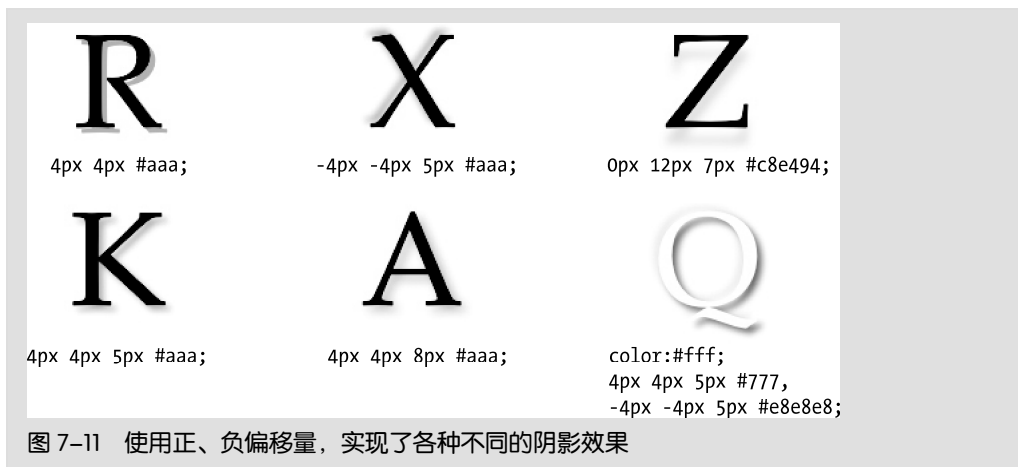 R X Z
4px 4px #aaa; -4px -4px 5px #aaa; 0px 12px 7px #c8e494;
K A Q
4px 4px 5px #aaa; 4px 4px 8px #aaa; color:#fff;
4px 4px 5px #777,
-4px -4px 5px #e8e8e8;
图 7-11 使用正、负偏移量，实现了各种不同的阴影效果